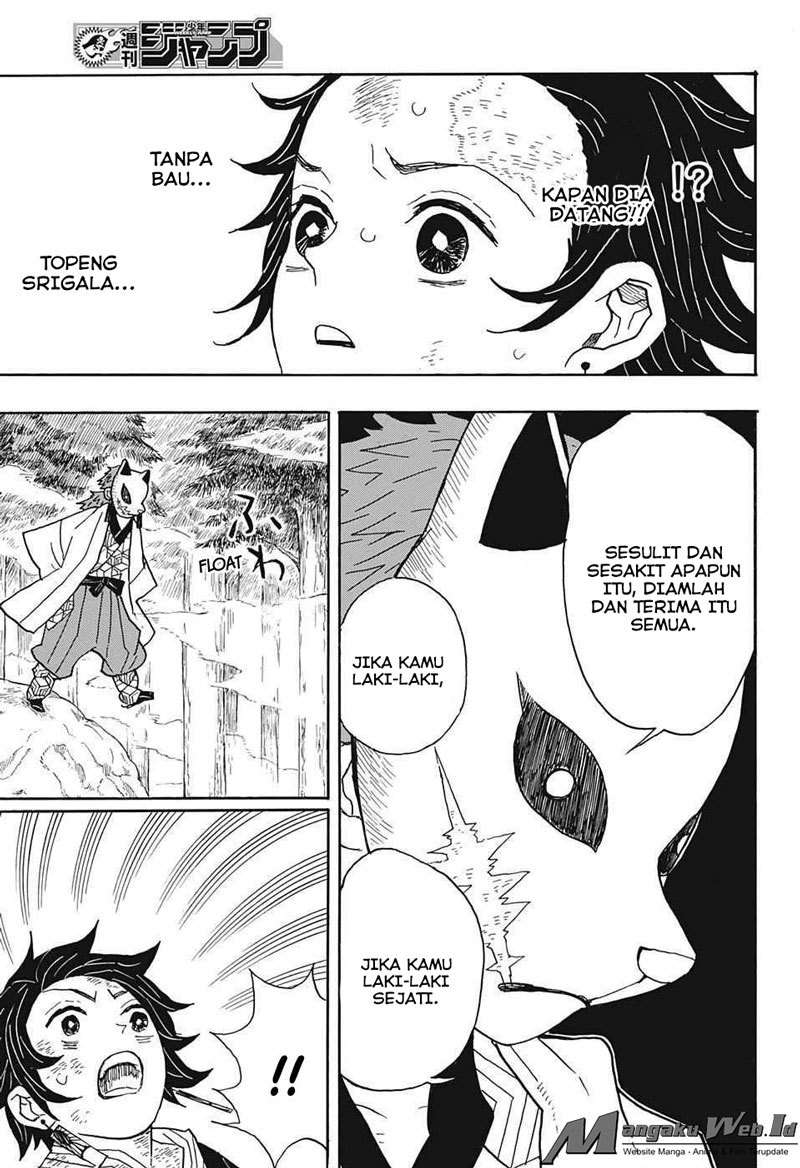 週刊
少年
ジャンプ
KAPAN DIA
DATANG!!
!?
TANPA
BAU...
TOPENG
SRIGALA...
SESULIT DAN
SESAKIT APAPUN
ITU, DIAMLAH
DAN TERIMA ITU
SEMUA.
JIKA KAMU
LAKI-LAKI,
JIKA KAMU
LAKI-LAKI
SEJATI.
ふわ
FLOAT
!!
MangakuWeb.Id
Website Manga - Anime & Film Terupdate